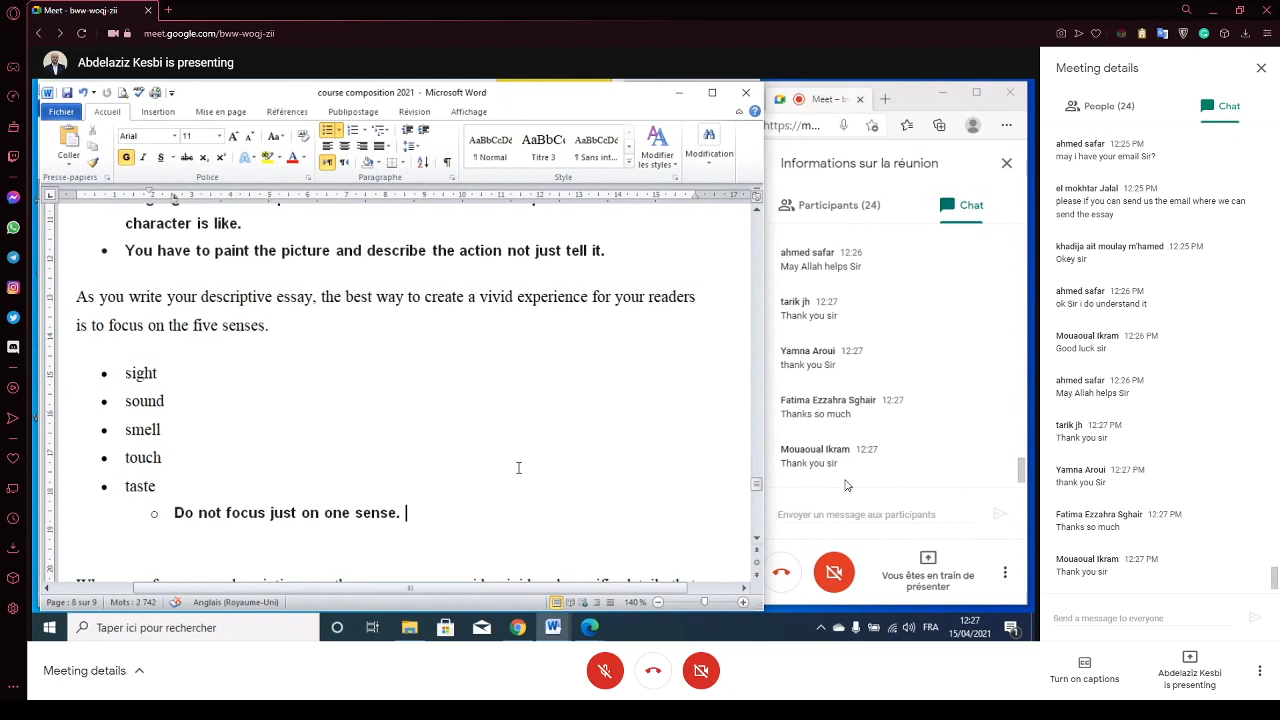 Meet - bww-woqj-zii
meet.google.com/bww-woqj-zii
Abdelaziz Kesbi is presenting
course composition 2021 - Microsoft Word
Fichier Accueil Insertion Mise en page Références Publipostage Révision Affichage
Coller
Arial 11
AaBbCcDd AaBbCc AaBbCcDd
¶ Normal Titre 3 ¶ Sans int...
Modifier les styles
Modification
Presse-papiers Police Paragraphe Style
character is like.
You have to paint the picture and describe the action not just tell it.
As you write your descriptive essay, the best way to create a vivid experience for your readers
is to focus on the five senses.
sight
sound
smell
touch
taste
Do not focus just on one sense.
Page : 8 sur 9 Mots : 2 742 Anglais (Royaume-Uni) 140 %
Taper ici pour rechercher
FRA
12:27
15/04/2021
Meet – b
https://m...
Informations sur la réunion
Participants (24) Chat
ahmed safar 12:26
May Allah helps Sir
tarik jh 12:27
Thank you sir
Yamna Aroui 12:27
thank you Sir
Fatima Ezzahra Sghair 12:27
Thanks so much
Mouaoual Ikram 12:27
Thank you sir
Envoyer un message aux participants
Vous êtes en train de
présenter
Meeting details
People (24) Chat
ahmed safar 12:25 PM
may i have your email Sir?
el mokhtar Jalal 12:25 PM
please if you can send us the email where we can
send the essay
khadija ait moulay m'hamed 12:25 PM
Okey sir
ahmed safar 12:26 PM
ok Sir i do understand it
Mouaoual Ikram 12:26 PM
Good luck sir
ahmed safar 12:26 PM
May Allah helps Sir
tarik jh 12:27 PM
Thank you sir
Yamna Aroui 12:27 PM
thank you Sir
Fatima Ezzahra Sghair 12:27 PM
Thanks so much
Mouaoual Ikram 12:27 PM
Thank you sir
Send a message to everyone
Meeting details
Turn on captions
Abdelaziz Kesbi
is presenting